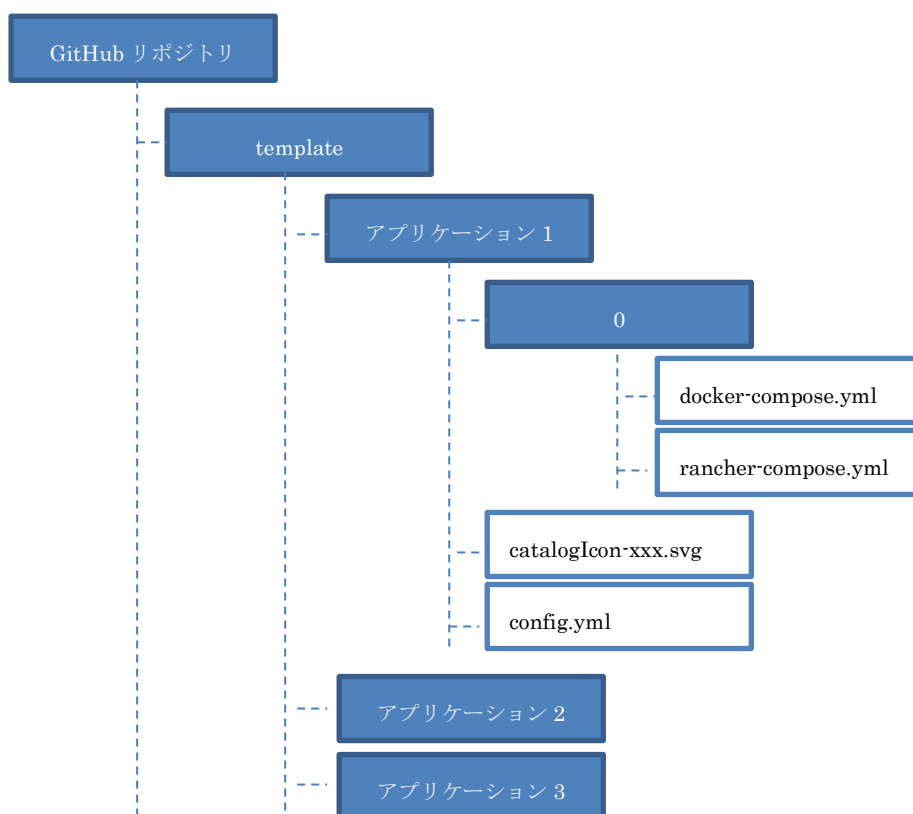 GitHub リポジトリ
template
アプリケーション 1
0
docker-compose.yml
rancher-compose.yml
catalogIcon-xxx.svg
config.yml
アプリケーション 2
アプリケーション 3